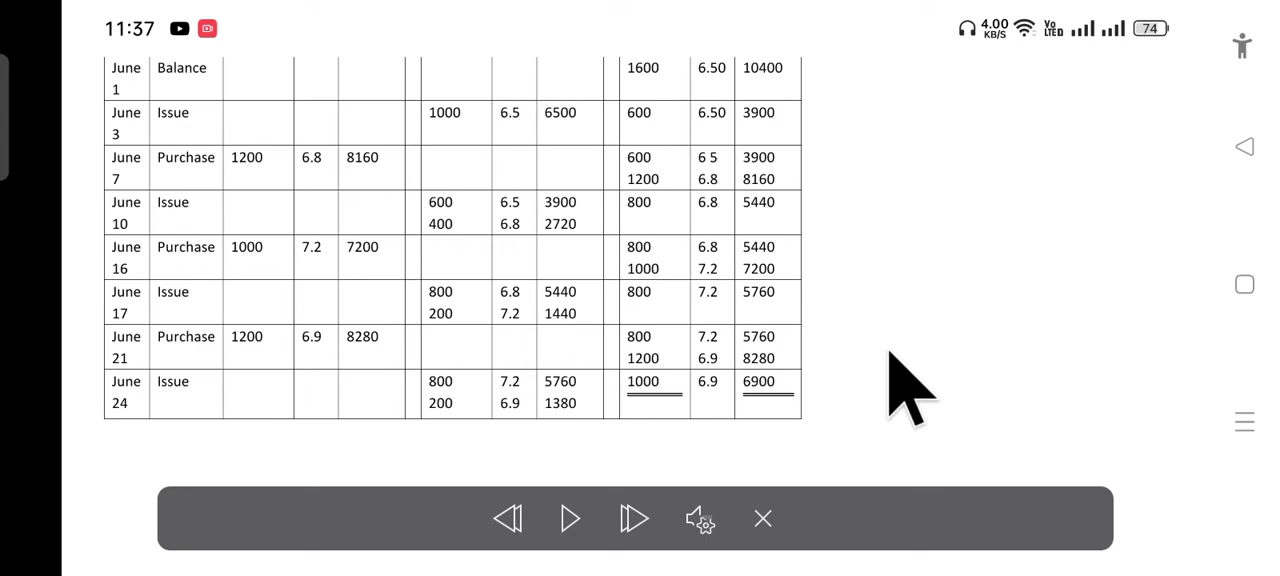 11:37 4.00 KB/S Vo LTED 74
June 1 Balance 1600 6.50 10400
June 3 Issue 1000 6.5 6500 600 6.50 3900
June 7 Purchase 1200 6.8 8160 600 6 5 3900
1200 6.8 8160
June 10 Issue 600 6.5 3900 800 6.8 5440
400 6.8 2720
June 16 Purchase 1000 7.2 7200 800 6.8 5440
1000 7.2 7200
June 17 Issue 800 6.8 5440 800 7.2 5760
200 7.2 1440
June 21 Purchase 1200 6.9 8280 800 7.2 5760
1200 6.9 8280
June 24 Issue 800 7.2 5760 1000 6.9 6900
200 6.9 1380